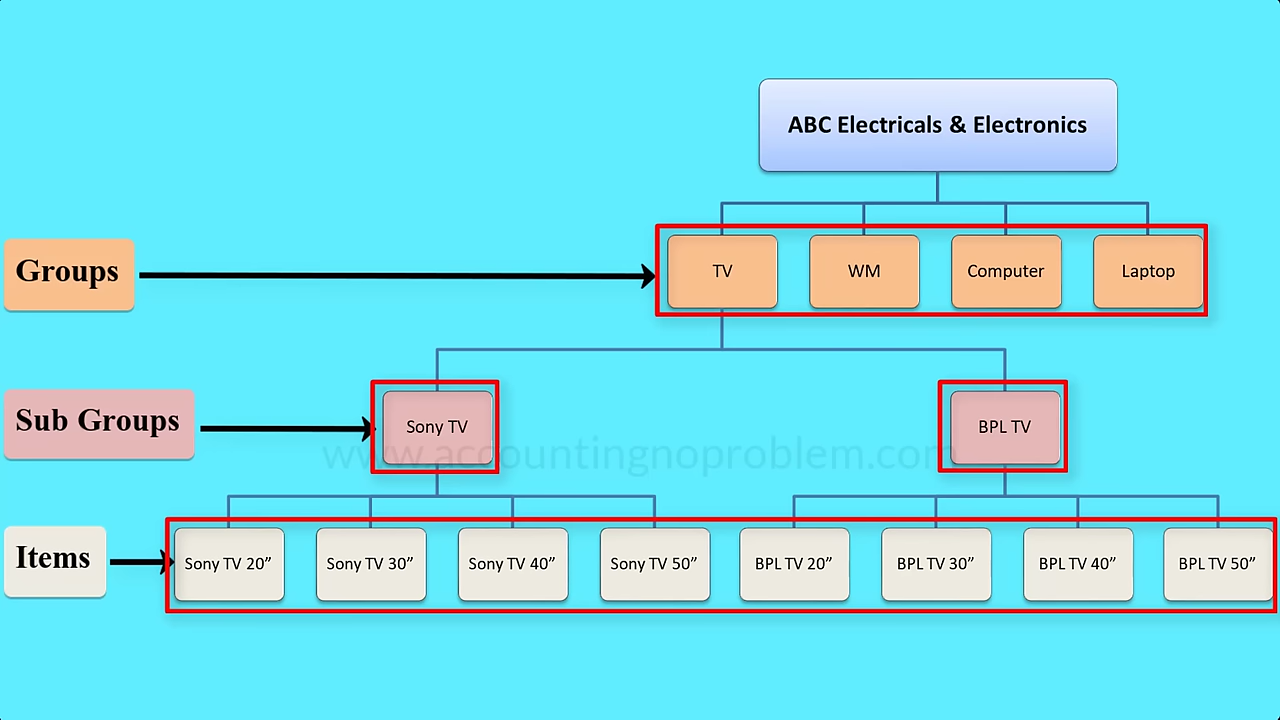 ABC Electricals & Electronics
Groups
TV
WM
Computer
Laptop
Sub Groups
Sony TV
BPL TV
www.accountingnoproblem.com
Items
Sony TV 20”
Sony TV 30”
Sony TV 40”
Sony TV 50”
BPL TV 20”
BPL TV 30”
BPL TV 40”
BPL TV 50”